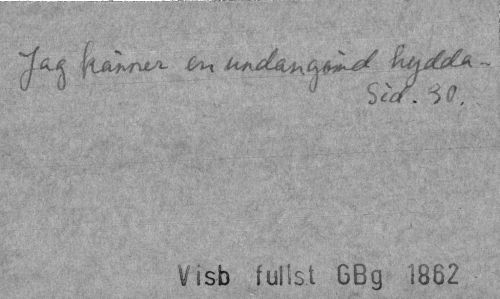 Jag känner en undangömd hydda-
Sid. 30.
Visb fullst GBg 1862